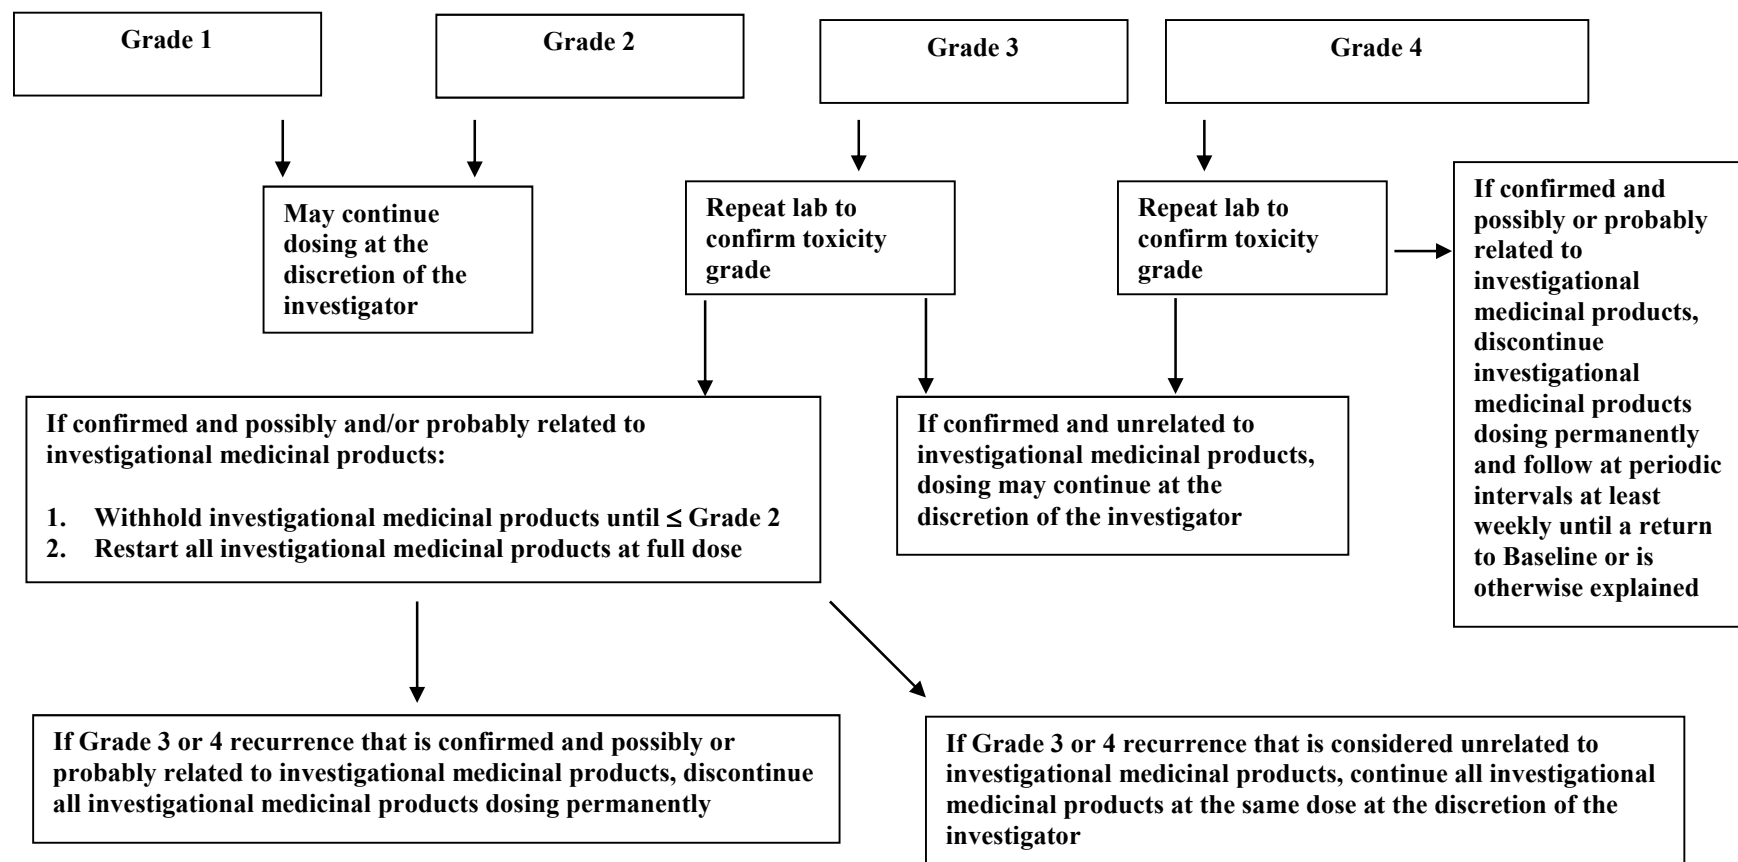 Grade 1
Grade 2
Grade 3
Grade 4
May continue
dosing at the
discretion of the
investigator
Repeat lab to
confirm toxicity
grade
Repeat lab to
confirm toxicity
grade
If confirmed and
possibly or probably
related to
investigational
medicinal products,
discontinue
investigational
medicinal products
dosing permanently
and follow at periodic
intervals at least
weekly until a return
to Baseline or is
otherwise explained
If confirmed and possibly and/or probably related to
investigational medicinal products:
1. Withhold investigational medicinal products until ≤ Grade 2
2. Restart all investigational medicinal products at full dose
If confirmed and unrelated to
investigational medicinal products,
dosing may continue at the
discretion of the investigator
If Grade 3 or 4 recurrence that is confirmed and possibly or
probably related to investigational medicinal products, discontinue
all investigational medicinal products dosing permanently
If Grade 3 or 4 recurrence that is considered unrelated to
investigational medicinal products, continue all investigational
medicinal products at the same dose at the discretion of the
investigator